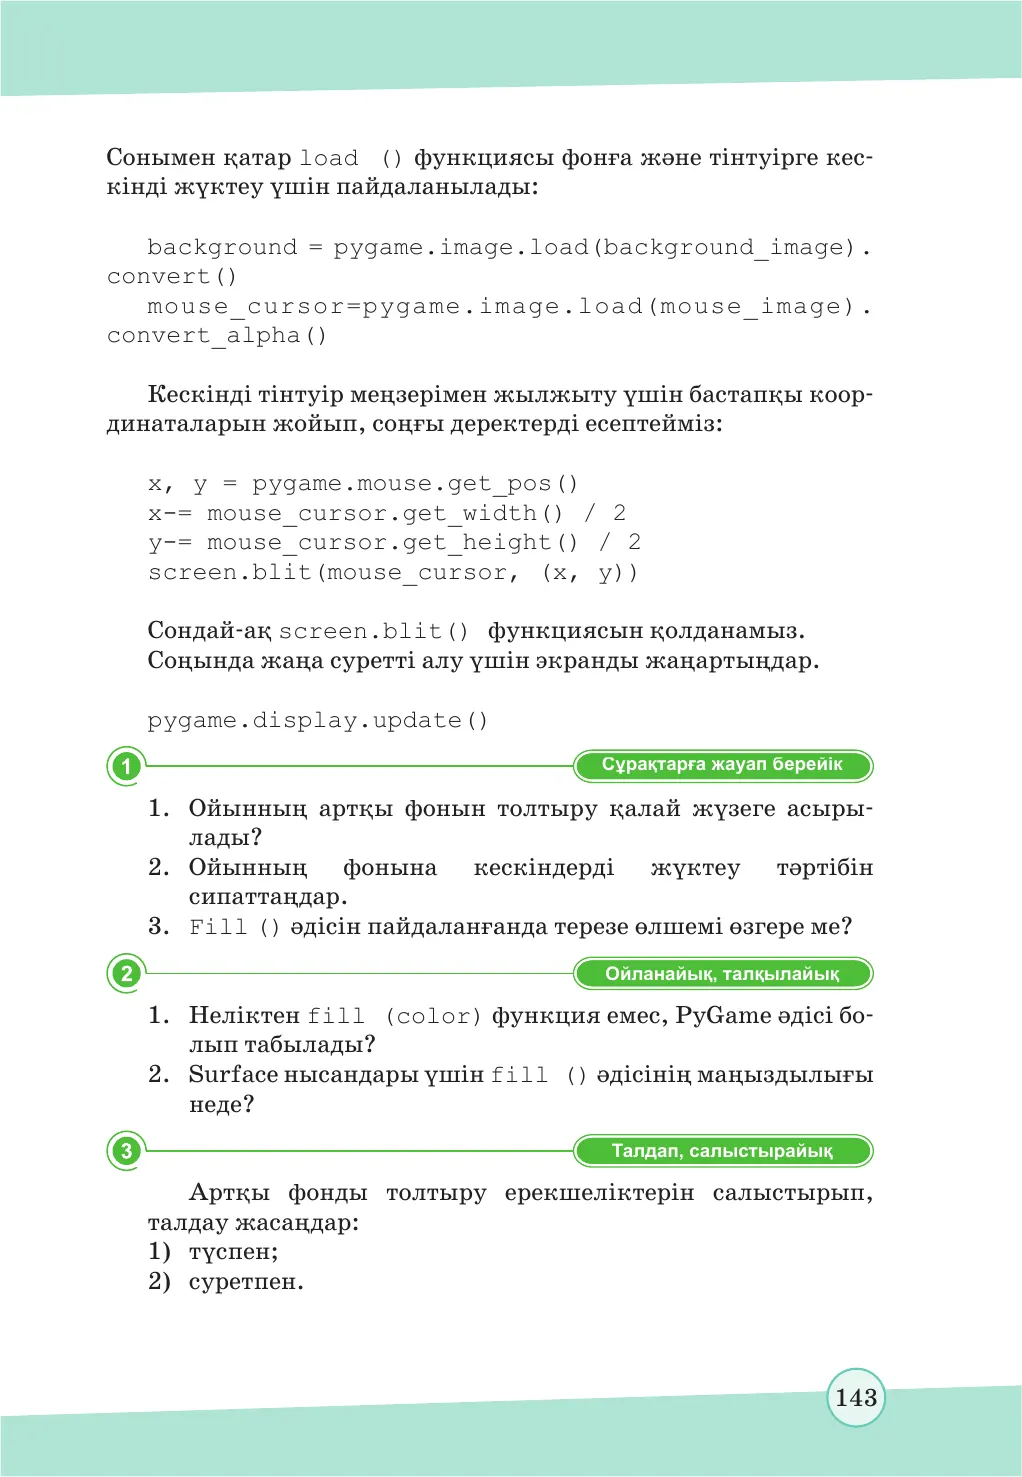 Сонымен қатар load () функциясы фонға және тінтуірге кес-
кінді жүктеу үшін пайдаланылады:
background = pygame.image.load(background_image).
convert()
mouse_cursor=pygame.image.load(mouse_image).
convert_alpha()
Кескінді тінтуір меңзерімен жылжыту үшін бастапқы коор-
динаталарын жойып, соңғы деректерді есептейміз:
x, y = pygame.mouse.get_pos()
x-= mouse_cursor.get_width() / 2
y-= mouse_cursor.get_height() / 2
screen.blit(mouse_cursor, (x, y))
Сондай-ақ screen.blit() функциясын қолданамыз.
Соңында жаңа суретті алу үшін экранды жаңартыңдар.
pygame.display.update()
1 Сұрақтарға жауап берейік
1. Ойынның артқы фонын толтыру қалай жүзеге асыры-
лады?
2. Ойынның фонына кескіндерді жүктеу тәртібін
сипаттаңдар.
3. Fill () әдісін пайдаланғанда терезе өлшемі өзгере ме?
2 Ойланайық, талқылайық
1. Неліктен fill (color) функция емес, PyGame әдісі бо-
лып табылады?
2. Surface нысандары үшін fill () әдісінің маңыздылығы
неде?
3 Талдап, салыстырайық
Артқы фонды толтыру ерекшеліктерін салыстырып,
талдау жасаңдар:
1) түспен;
2) суретпен.
143